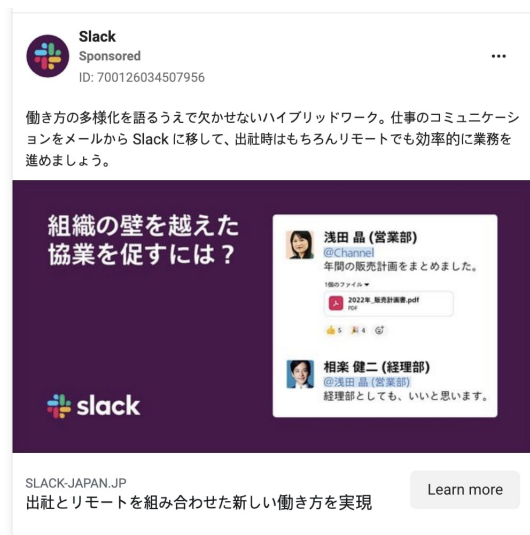 Slack
Sponsored
ID: 700126034507956
働き方の多様化を語るうえで欠かせないハイブリッドワーク。仕事のコミュニケーシ
ョンをメールから Slack に移して、出社時はもちろんリモートでも効率的に業務を
進めましょう。
組織の壁を越えた
協業を促すには？
浅田 晶 (営業部)
@Channel
年間の販売計画をまとめました。
1個のファイル
2022年_販売計画書.pdf
PDF
5 4
相楽 健二 (経理部)
@浅田 晶 (営業部)
経理部としても、いいと思います。
slack
SLACK-JAPAN.JP
出社とリモートを組み合わせた新しい働き方を実現
Learn more